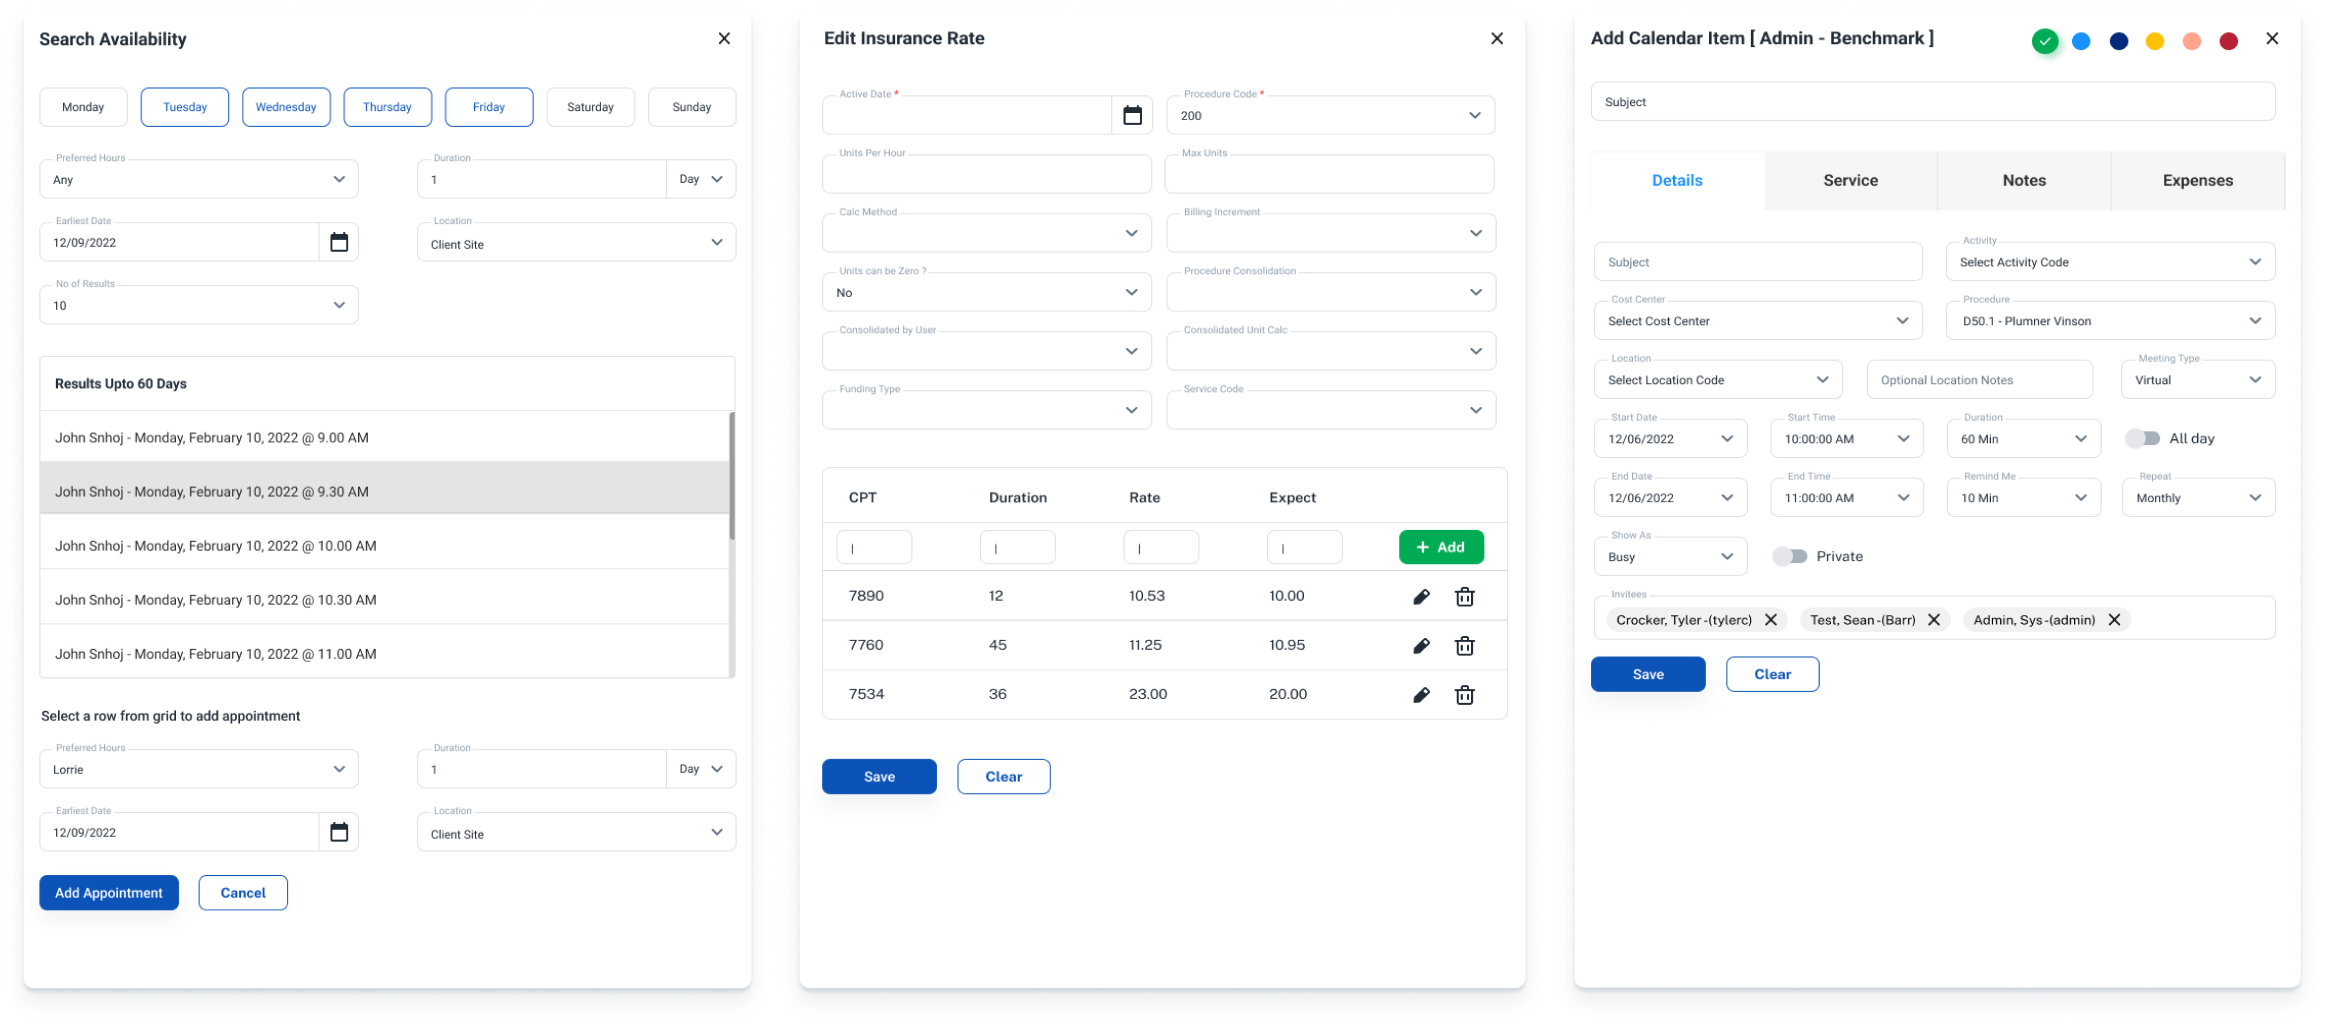 Search Availability
Monday Tuesday Wednesday Thursday Friday Saturday Sunday
Preferred Hours Duration
Any 1 Day
Earliest Date Location
12/09/2022 Client Site
No of Results
10
Results Upto 60 Days
John Snhoj - Monday, February 10, 2022 @ 9.00 AM
John Snhoj - Monday, February 10, 2022 @ 9.30 AM
John Snhoj - Monday, February 10, 2022 @ 10.00 AM
John Snhoj - Monday, February 10, 2022 @ 10.30 AM
John Snhoj - Monday, February 10, 2022 @ 11.00 AM
Select a row from grid to add appointment
Preferred Hours Duration
Lorrie 1 Day
Earliest Date Location
12/09/2022 Client Site
Add Appointment Cancel
Edit Insurance Rate
Active Date * Procedure Code *
200
Units Per Hour Max Units
Calc Method Billing Increment
Units can be Zero ? Procedure Consolidation
No
Consolidated by User Consolidated Unit Calc
Funding Type Service Code
CPT Duration Rate Expect
| | | | + Add
7890 12 10.53 10.00
7760 45 11.25 10.95
7534 36 23.00 20.00
Save Clear
Add Calendar Item [ Admin - Benchmark ]
Subject
Details Service Notes Expenses
Activity
Subject Select Activity Code
Cost Center Procedure
Select Cost Center D50.1 - Plumner Vinson
Location Meeting Type
Select Location Code Optional Location Notes Virtual
Start Date Start Time Duration
12/06/2022 10:00:00 AM 60 Min All day
End Date End Time Remind Me Repeat
12/06/2022 11:00:00 AM 10 Min Monthly
Show As
Busy Private
Invitees
Crocker, Tyler-(tylerc) Test, Sean-(Barr) Admin, Sys-(admin)
Save Clear